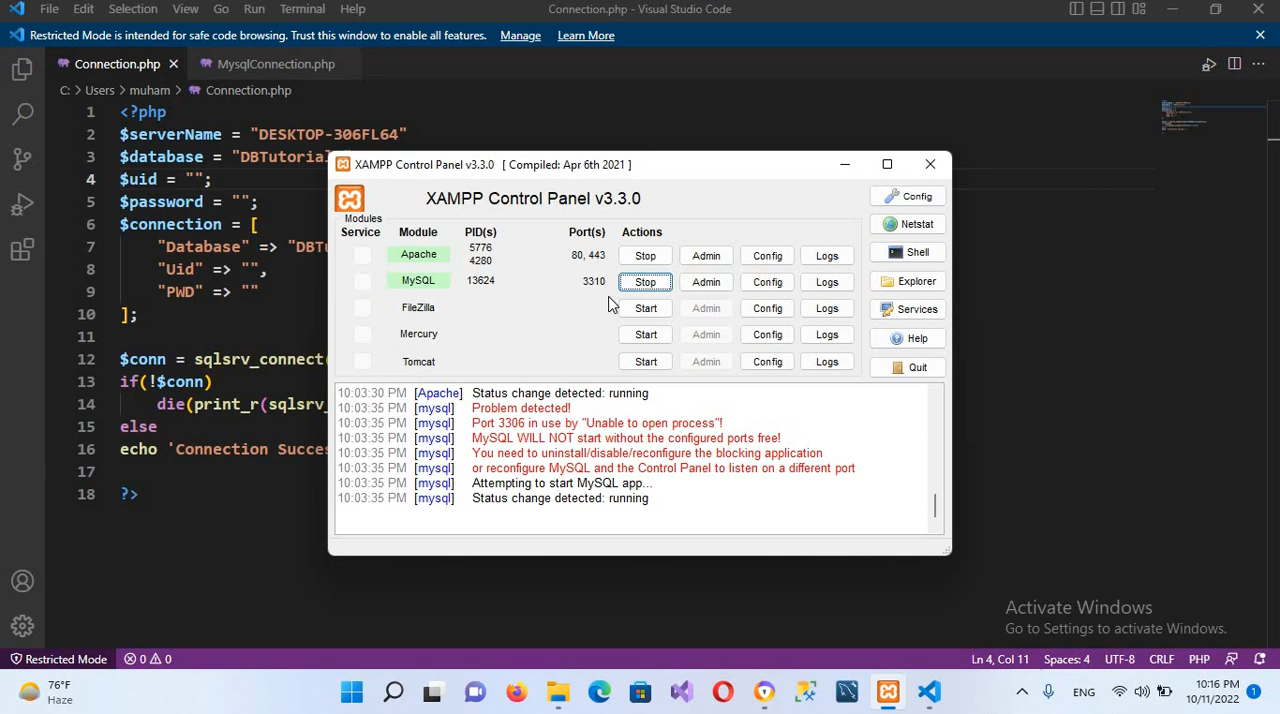 File Edit Selection View Go Run Terminal Help Connection.php - Visual Studio Code
Restricted Mode is intended for safe code browsing. Trust this window to enable all features. Manage Learn More
Connection.php MysqlConnection.php
C: > Users > muham > Connection.php
1 <?php
2 $serverName = "DESKTOP-306FL64"
3 $database = "DBTutorial
4 $uid = "";
5 $password = "";
6 $connection = [
7 "Database" => "DBTu
8 "Uid" => "",
9 "PWD" => ""
10 ];
11
12 $conn = sqlsrv_connect(
13 if(!$conn)
14 die(print_r(sqlsrv_
15 else
16 echo 'Connection Succes
17
18 ?>
XAMPP Control Panel v3.3.0 [ Compiled: Apr 6th 2021 ]
XAMPP Control Panel v3.3.0
Modules
Service Module PID(s) Port(s) Actions
Apache 5776 4280 80, 443 Stop Admin Config Logs
MySQL 13624 3310 Stop Admin Config Logs
FileZilla Start Admin Config Logs
Mercury Start Admin Config Logs
Tomcat Start Admin Config Logs
Config
Netstat
Shell
Explorer
Services
Help
Quit
10:03:30 PM [Apache] Status change detected: running
10:03:35 PM [mysql] Problem detected!
10:03:35 PM [mysql] Port 3306 in use by "Unable to open process"!
10:03:35 PM [mysql] MySQL WILL NOT start without the configured ports free!
10:03:35 PM [mysql] You need to uninstall/disable/reconfigure the blocking application
10:03:35 PM [mysql] or reconfigure MySQL and the Control Panel to listen on a different port
10:03:35 PM [mysql] Attempting to start MySQL app...
10:03:35 PM [mysql] Status change detected: running
Activate Windows
Go to Settings to activate Windows.
Restricted Mode 0 0 Ln 4, Col 11 Spaces: 4 UTF-8 CRLF PHP
76°F
Haze
ENG
10:16 PM
10/11/2022
1